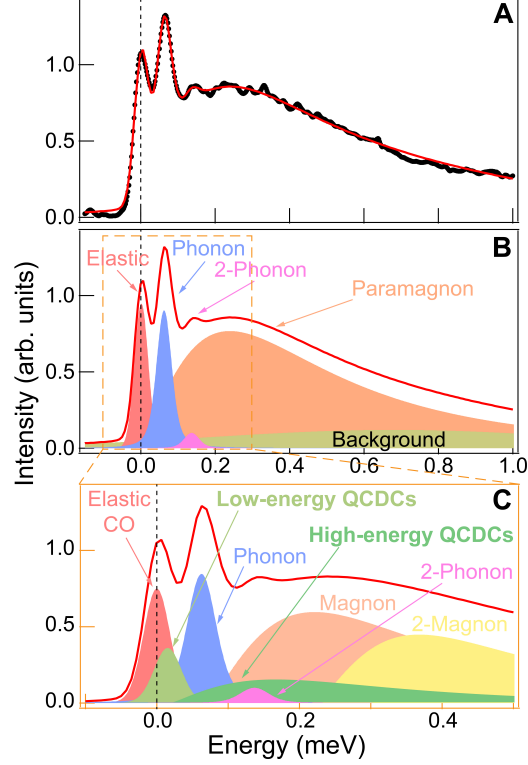 A
1.0
0.5
0.0
B
Elastic
Phonon
2-Phonon
Paramagnon
1.0
0.5
0.0
Background
0.0 0.2 0.4 0.6 0.8 1.0
C
Elastic
CO
Low-energy QCDCs
High-energy QCDCs
Phonon
2-Phonon
Magnon
2-Magnon
1.0
0.5
0.0
0.0 0.2 0.4
Intensity (arb. units)
Energy (meV)